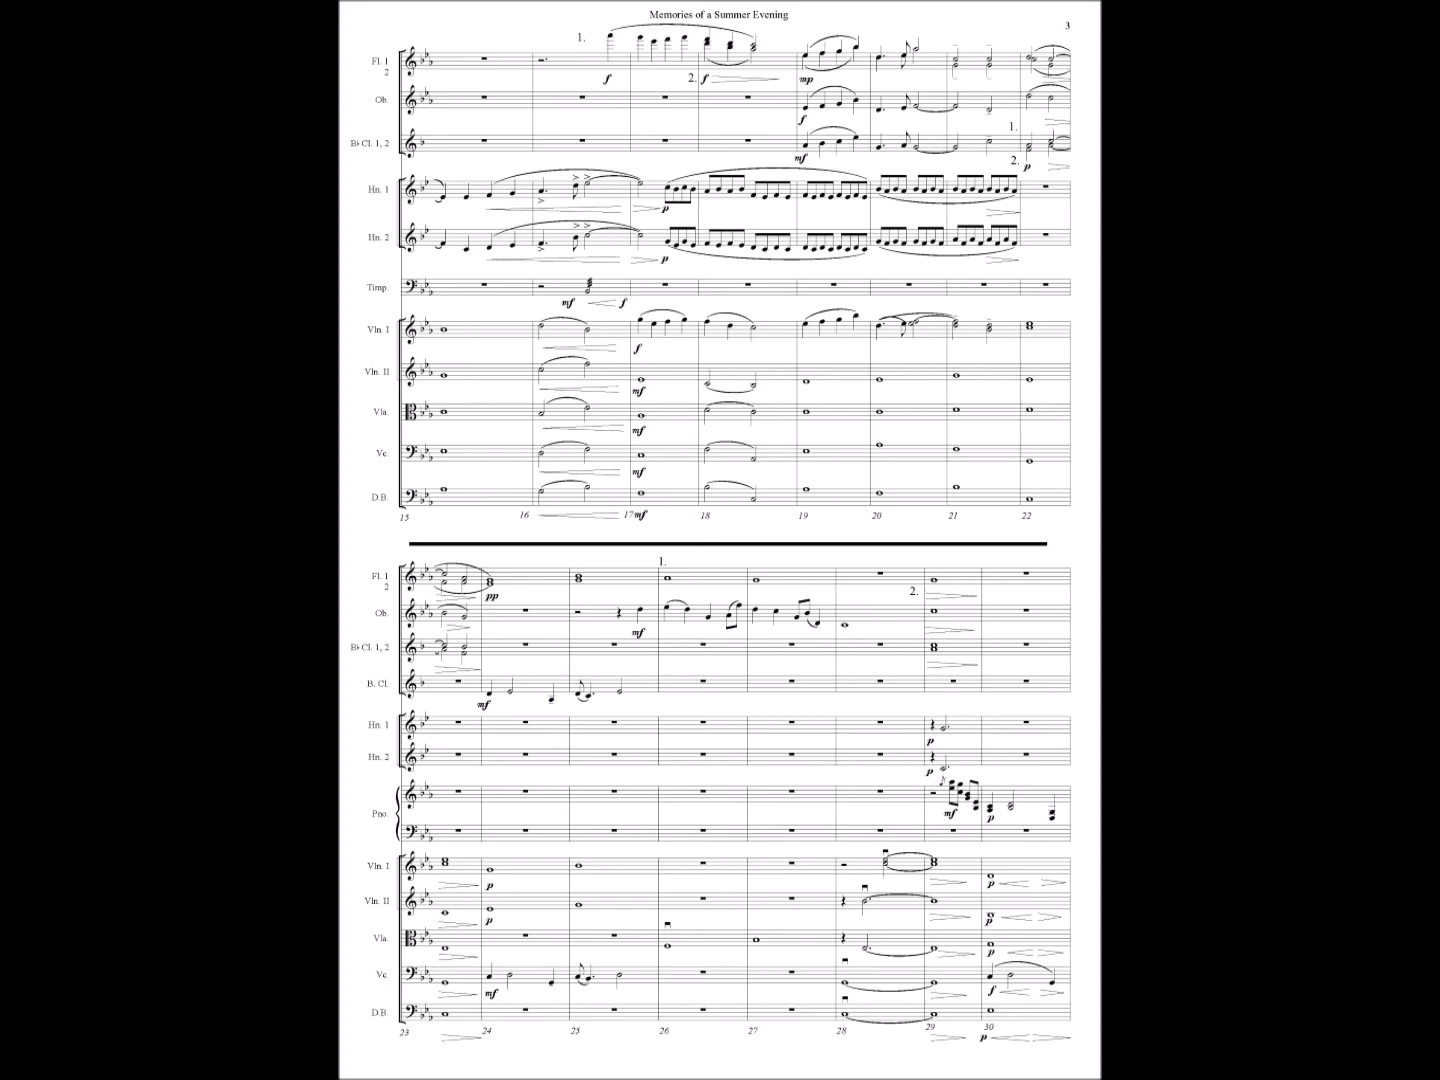 Memories of a Summer Evening
3
1.
Fl. 1
2
f
2.
f
mp
Ob.
f
1.
B♭ Cl. 1, 2
mf
2.
p
Hn. 1
p
Hn. 2
p
Timp.
mf
f
Vln. I
f
Vln. II
mf
Vla.
mf
Vc.
mf
D.B.
mf
15 16 17 18 19 20 21 22
1.
Fl. 1
2
pp
2.
Ob.
mf
B♭ Cl. 1, 2
B. Cl.
mf
Hn. 1
p
Hn. 2
p
Pno.
mf
p
Vln. I
p
p
Vln. II
p
p
Vla.
p
Vc.
mf
f
D.B.
p
23 24 25 26 27 28 29 30